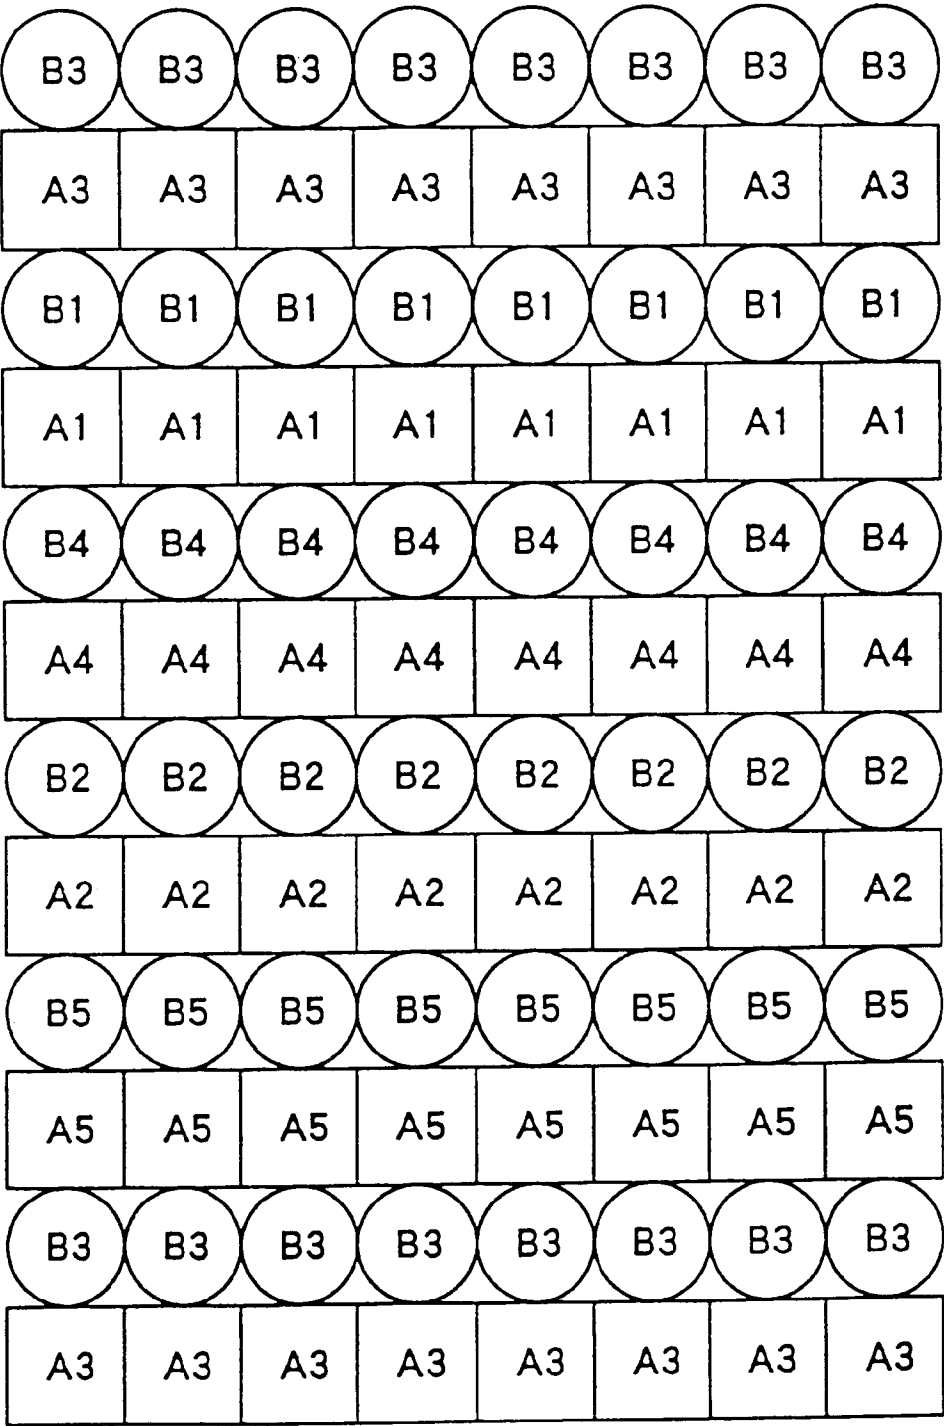 B3 B3 B3 B3 B3 B3 B3 B3
A3 A3 A3 A3 A3 A3 A3 A3
B1 B1 B1 B1 B1 B1 B1 B1
A1 A1 A1 A1 A1 A1 A1 A1
B4 B4 B4 B4 B4 B4 B4 B4
A4 A4 A4 A4 A4 A4 A4 A4
B2 B2 B2 B2 B2 B2 B2 B2
A2 A2 A2 A2 A2 A2 A2 A2
B5 B5 B5 B5 B5 B5 B5 B5
A5 A5 A5 A5 A5 A5 A5 A5
B3 B3 B3 B3 B3 B3 B3 B3
A3 A3 A3 A3 A3 A3 A3 A3